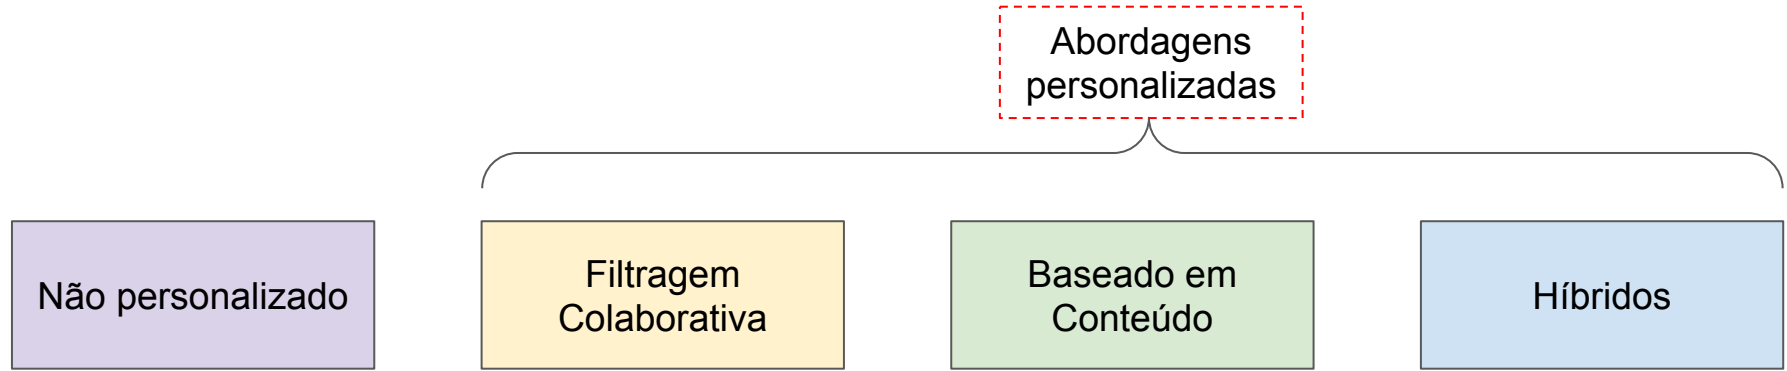 Abordagens
personalizadas
Não personalizado
Filtragem
Colaborativa
Baseado em
Conteúdo
Híbridos